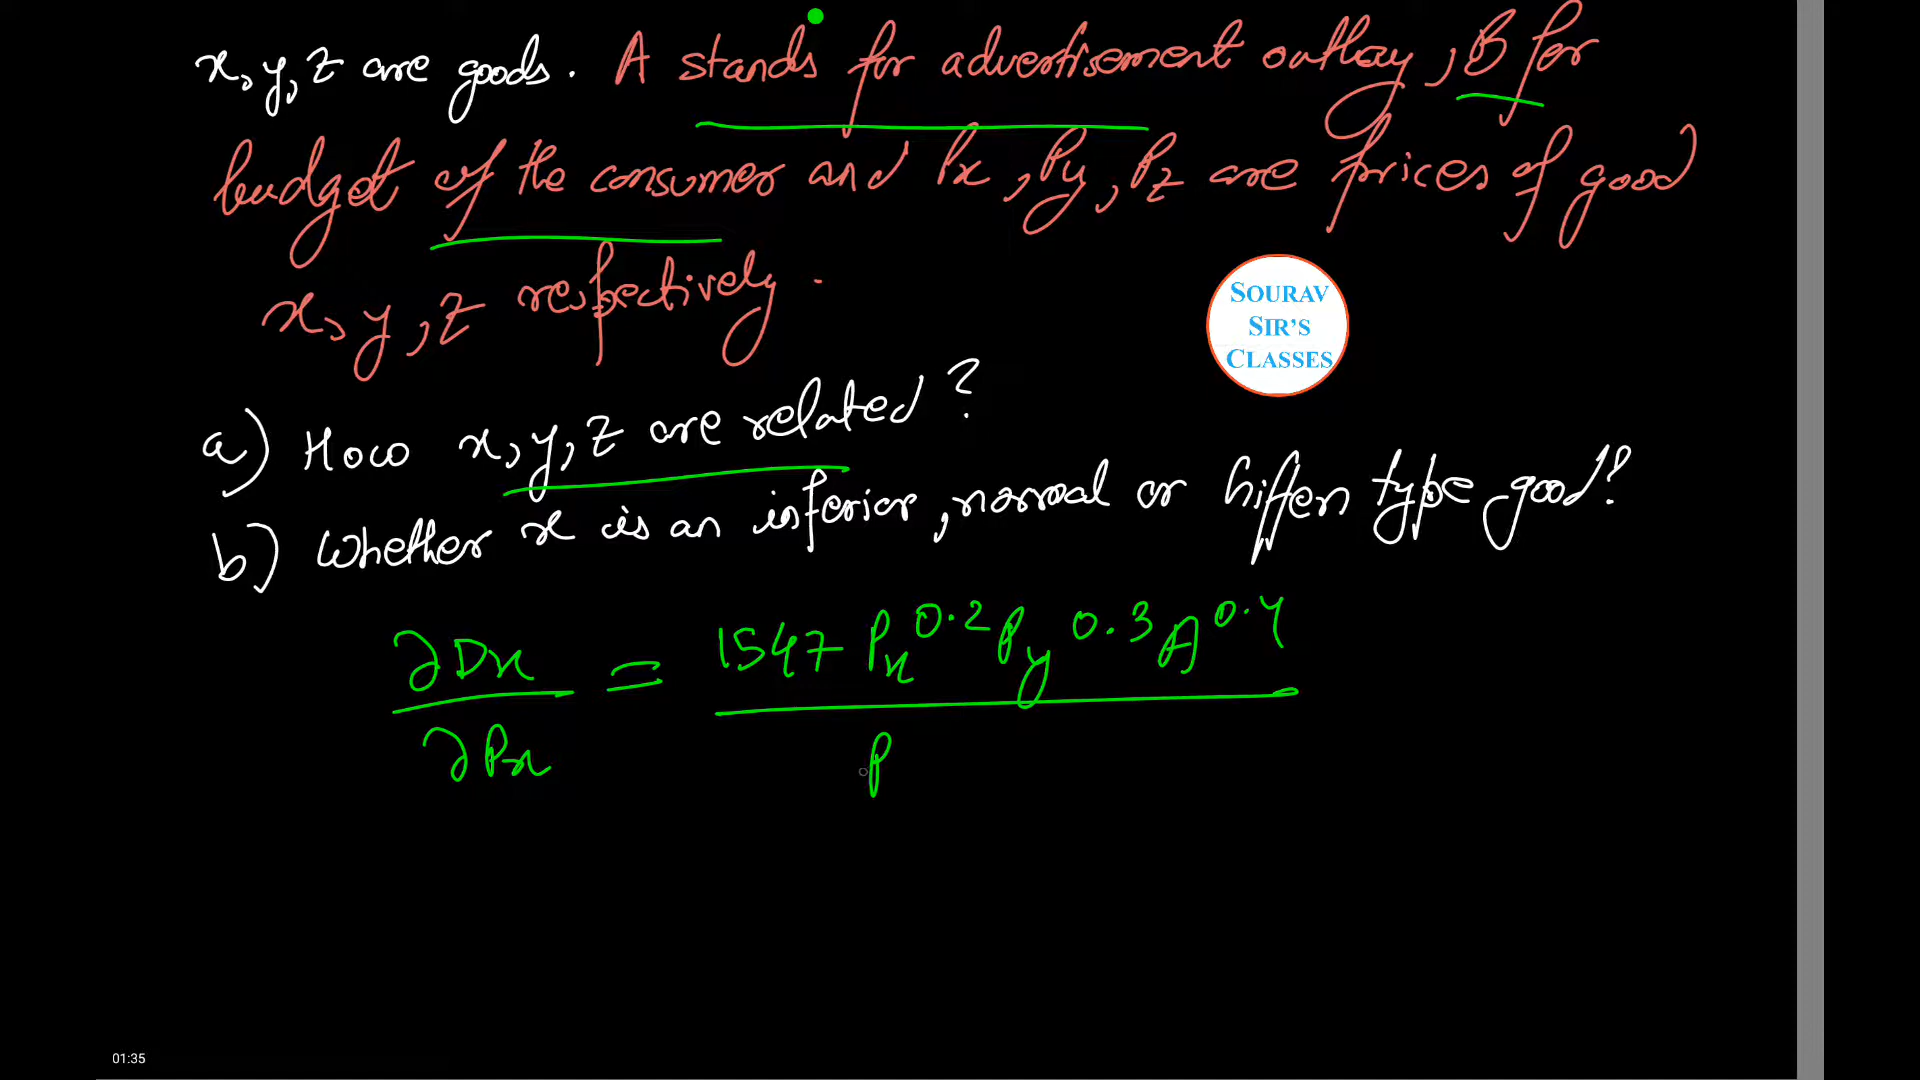 x, y, z are goods. A stands for advertisement outlay, B for
budget of the consumer and Px, Py, Pz are prices of good
x, y, z respectively.
SOURAV
SIR'S
CLASSES
a) How x, y, z are related?
b) Whether x is an inferior, normal or Giffen type good?
∂Dx / ∂Px = 1547 Px^0.2 Py^0.3 A^0.4 / P
01:35